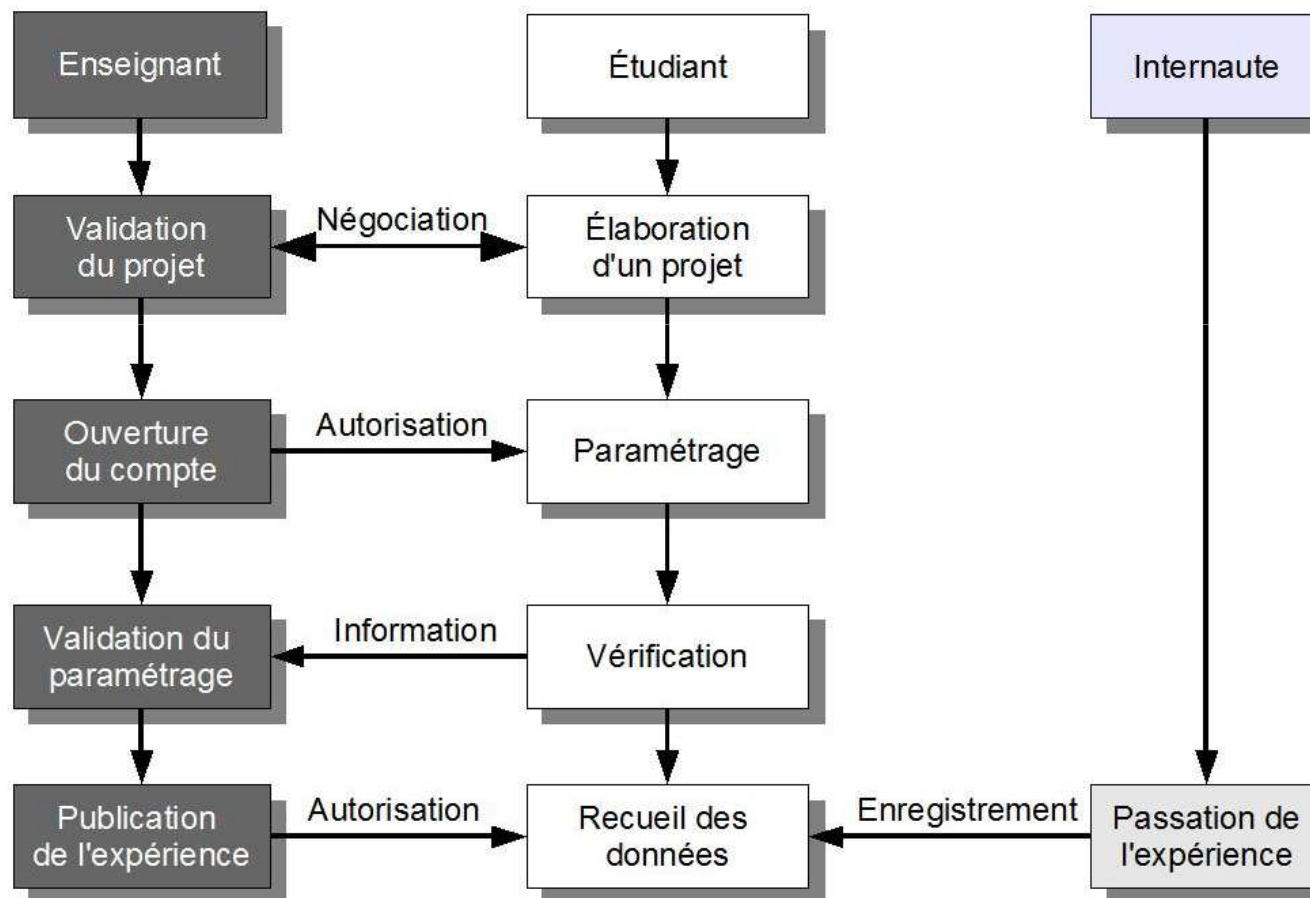 Enseignant
Étudiant
Internaute
Validation
du projet
Négociation
Élaboration
d'un projet
Ouverture
du compte
Autorisation
Paramétrage
Validation du
paramétrage
Information
Vérification
Publication
de l'expérience
Autorisation
Recueil des
données
Enregistrement
Passation de
l'expérience